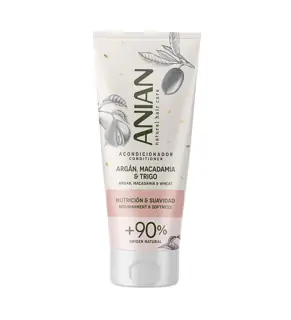 ANIAN
natural hair care
ACONDICIONADOR
CONDITIONER
ARGÁN, MACADAMIA
& TRIGO
ARGAN, MACADAMIA & WHEAT
NUTRICIÓN & SUAVIDAD
NOURISHMENT & SOFTNESS
+90%
ORIGEN NATURAL